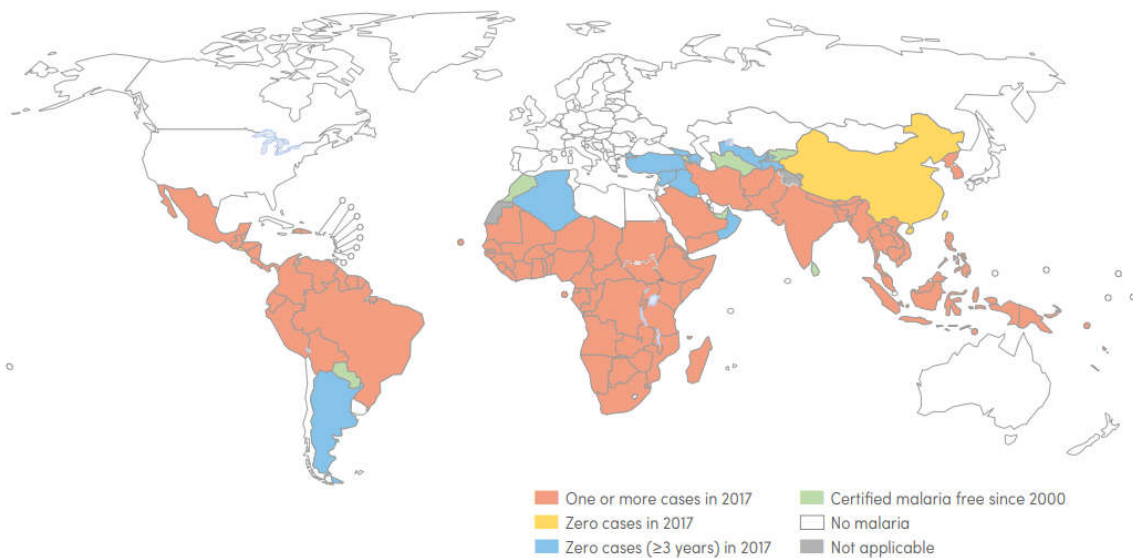 One or more cases in 2017
Zero cases in 2017
Zero cases (≥3 years) in 2017
Certified malaria free since 2000
No malaria
Not applicable